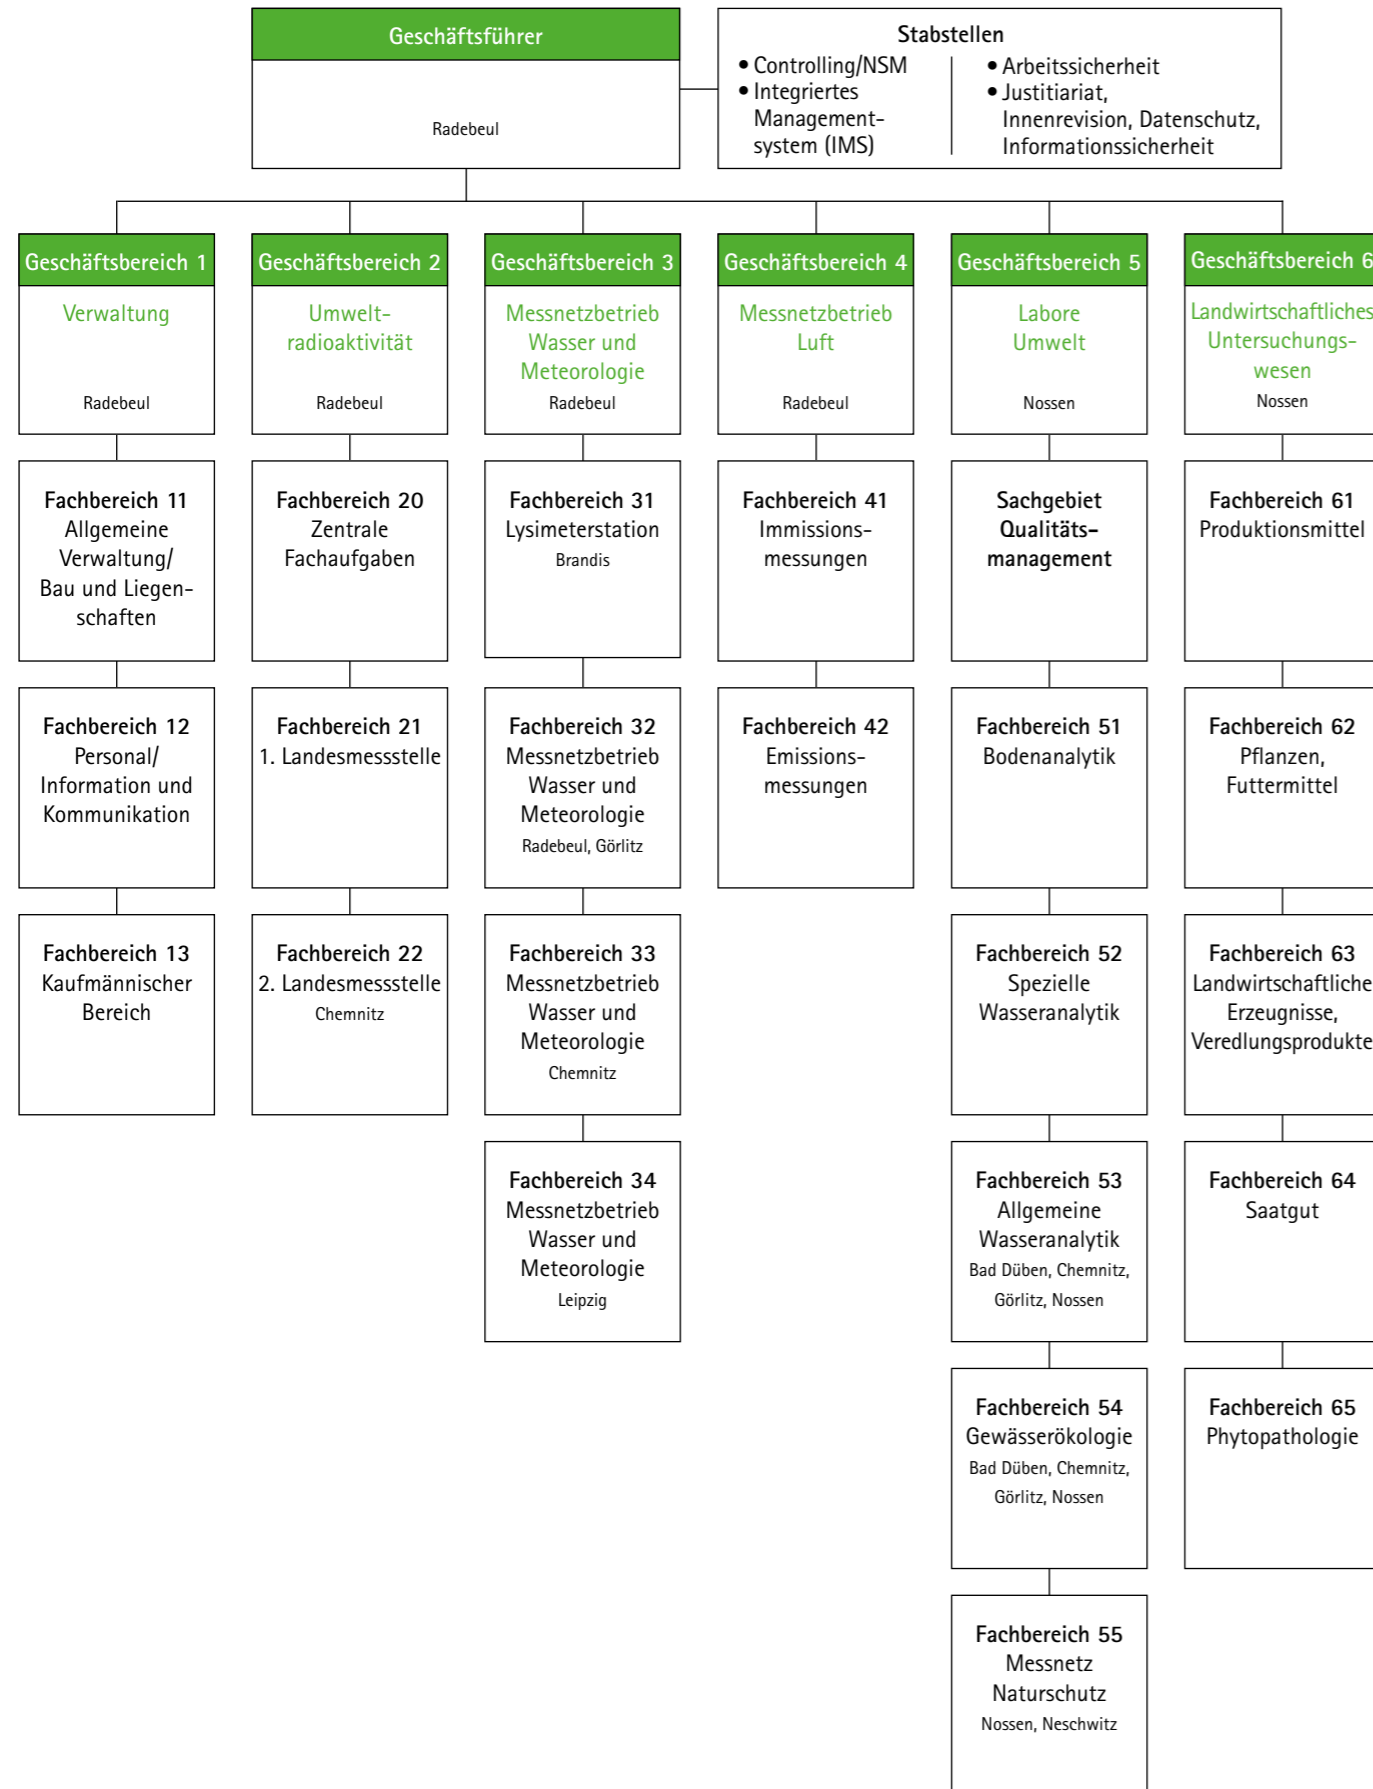 Geschäftsführer
Radebeul
Stabstellen
• Controlling/NSM
• Integriertes
Management-
system (IMS)
• Arbeitssicherheit
• Justitiariat,
Innenrevision, Datenschutz,
Informationssicherheit
Geschäftsbereich 1
Verwaltung
Radebeul
Fachbereich 11
Allgemeine
Verwaltung/
Bau und Liegen-
schaften
Fachbereich 12
Personal/
Information und
Kommunikation
Fachbereich 13
Kaufmännischer
Bereich
Geschäftsbereich 2
Umwelt-
radioaktivität
Radebeul
Fachbereich 20
Zentrale
Fachaufgaben
Fachbereich 21
1. Landesmessstelle
Fachbereich 22
2. Landesmessstelle
Chemnitz
Geschäftsbereich 3
Messnetzbetrieb
Wasser und
Meteorologie
Radebeul
Fachbereich 31
Lysimeterstation
Brandis
Fachbereich 32
Messnetzbetrieb
Wasser und
Meteorologie
Radebeul, Görlitz
Fachbereich 33
Messnetzbetrieb
Wasser und
Meteorologie
Chemnitz
Fachbereich 34
Messnetzbetrieb
Wasser und
Meteorologie
Leipzig
Geschäftsbereich 4
Messnetzbetrieb
Luft
Radebeul
Fachbereich 41
Immissions-
messungen
Fachbereich 42
Emissions-
messungen
Geschäftsbereich 5
Labore
Umwelt
Nossen
Sachgebiet
Qualitäts-
management
Fachbereich 51
Bodenanalytik
Fachbereich 52
Spezielle
Wasseranalytik
Fachbereich 53
Allgemeine
Wasseranalytik
Bad Düben, Chemnitz,
Görlitz, Nossen
Fachbereich 54
Gewässerökologie
Bad Düben, Chemnitz,
Görlitz, Nossen
Fachbereich 55
Messnetz
Naturschutz
Nossen, Neschwitz
Geschäftsbereich 6
Landwirtschaftliches
Untersuchungs-
wesen
Nossen
Fachbereich 61
Produktionsmittel
Fachbereich 62
Pflanzen,
Futtermittel
Fachbereich 63
Landwirtschaftliche
Erzeugnisse,
Veredlungsprodukte
Fachbereich 64
Saatgut
Fachbereich 65
Phytopathologie